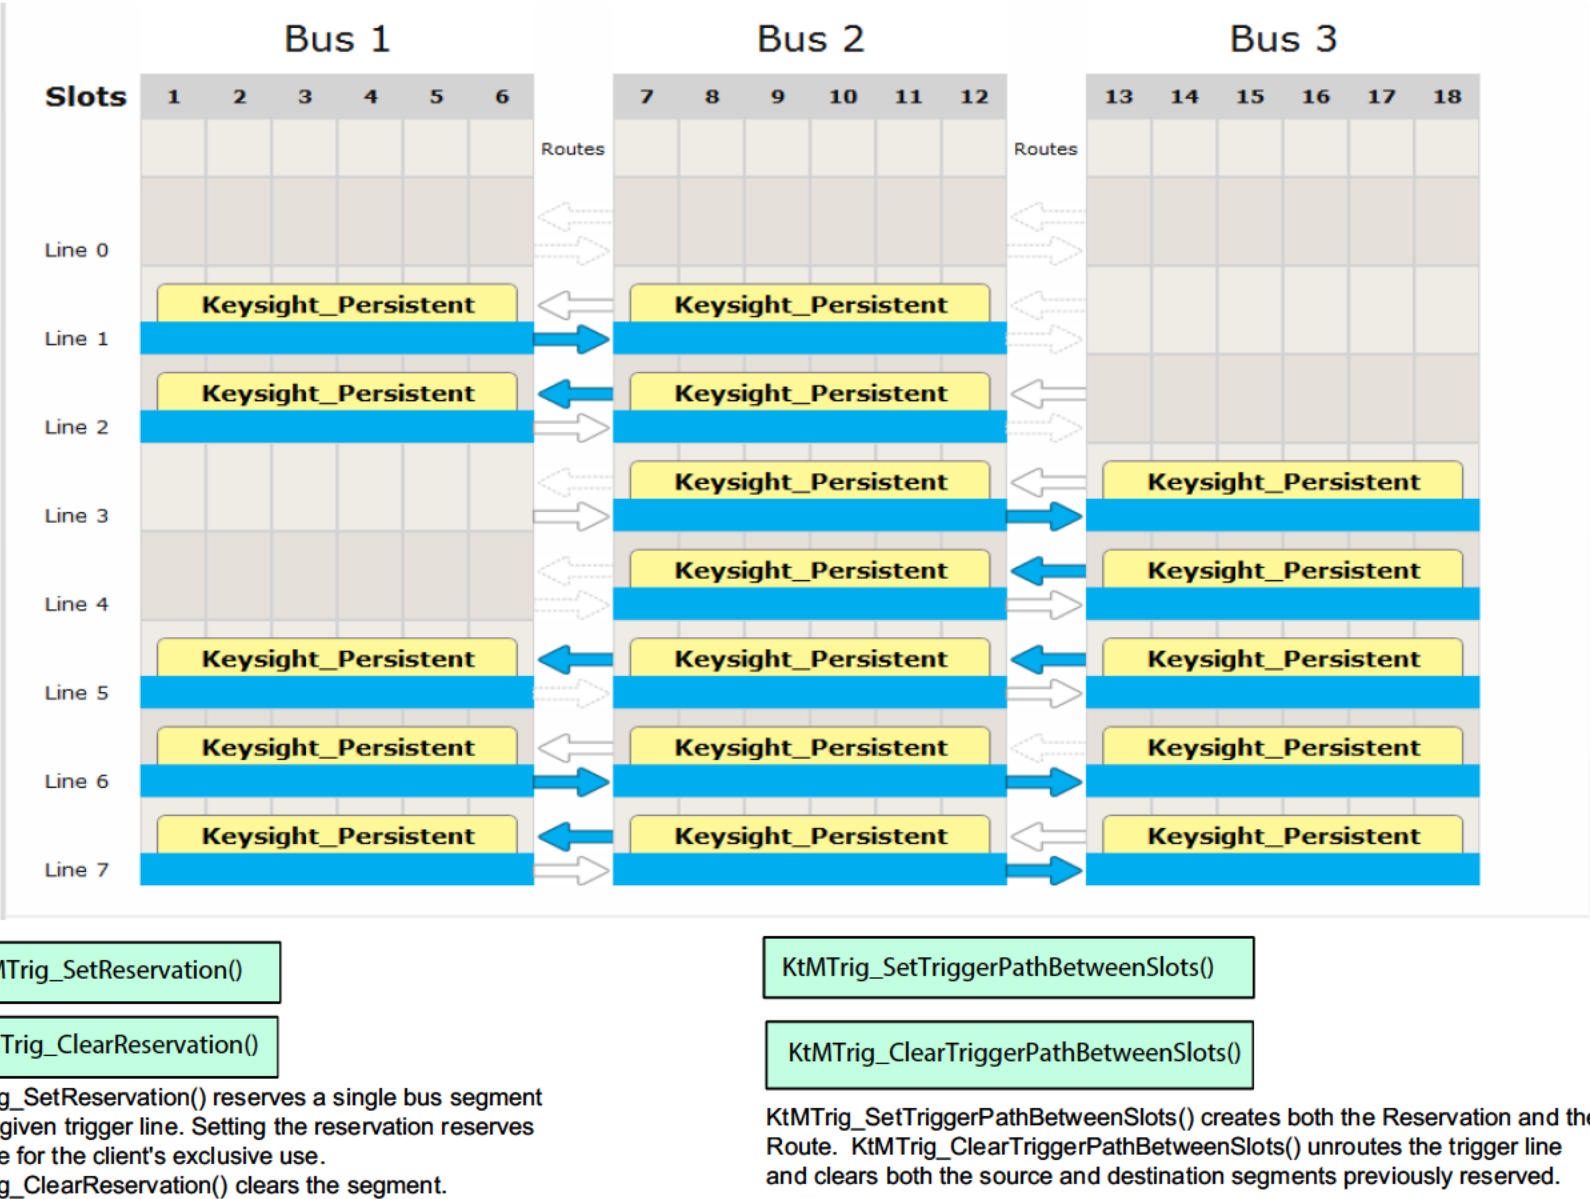 Bus 1 Bus 2 Bus 3
Slots 1 2 3 4 5 6 7 8 9 10 11 12 13 14 15 16 17 18
Routes Routes
Line 0
Keysight_Persistent Keysight_Persistent
Line 1
Keysight_Persistent Keysight_Persistent
Line 2
Keysight_Persistent Keysight_Persistent
Line 3
Keysight_Persistent Keysight_Persistent
Line 4
Keysight_Persistent Keysight_Persistent Keysight_Persistent
Line 5
Keysight_Persistent Keysight_Persistent Keysight_Persistent
Line 6
Keysight_Persistent Keysight_Persistent Keysight_Persistent
Line 7
MTrig_SetReservation()
Trig_ClearReservation()
g_SetReservation() reserves a single bus segment
given trigger line. Setting the reservation reserves
e for the client's exclusive use.
g_ClearReservation() clears the segment.
KtMTrig_SetTriggerPathBetweenSlots()
KtMTrig_ClearTriggerPathBetweenSlots()
KtMTrig_SetTriggerPathBetweenSlots() creates both the Reservation and the
Route. KtMTrig_ClearTriggerPathBetweenSlots() unroutes the trigger line
and clears both the source and destination segments previously reserved.